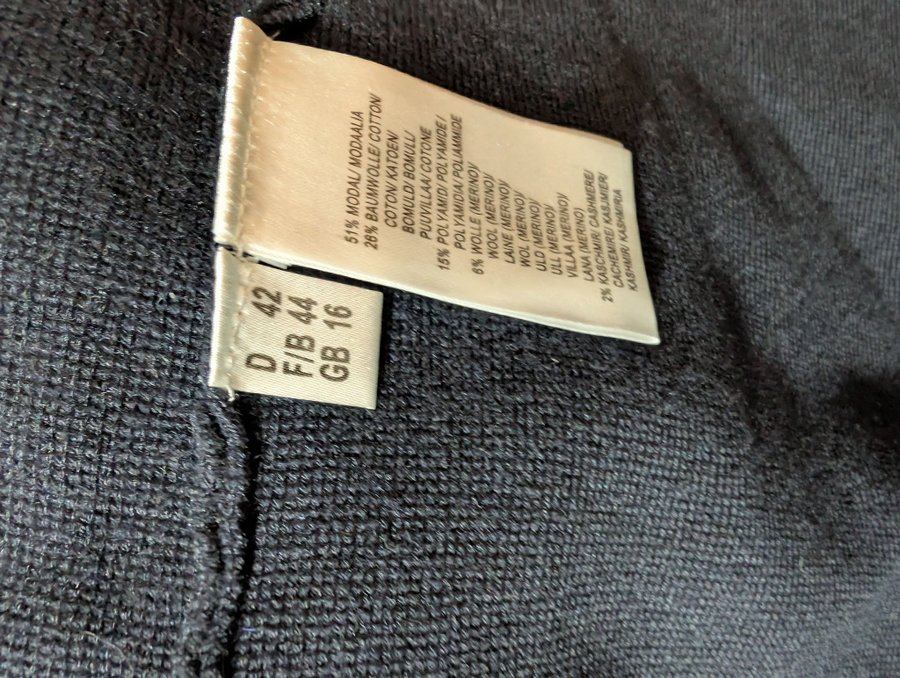 51% MODAL/ MODAALIA
26% BAUMWOLLE/ COTTON/
COTON/ KATOEN/
BOMULD/ BOMULL/
PUUVILLAA/ COTONE
15% POLYAMID/ POLYAMIDE/
POLYAMIDIA/ POLIAMMIDE
6% WOLLE (MERINO)/
WOOL (MERINO)/
LAINE (MERINO)/
WOL (MERINO)/
ULD (MERINO)/
ULL (MERINO)/
VILLAA (MERINO)/
LANA (MERINO)
2% KASCHMIR/ CASHMERE/
CACHEMIRE/ KASJMIER/
KASHMIR/ KASHMIRIA
D 42
F/B 44
GB 16